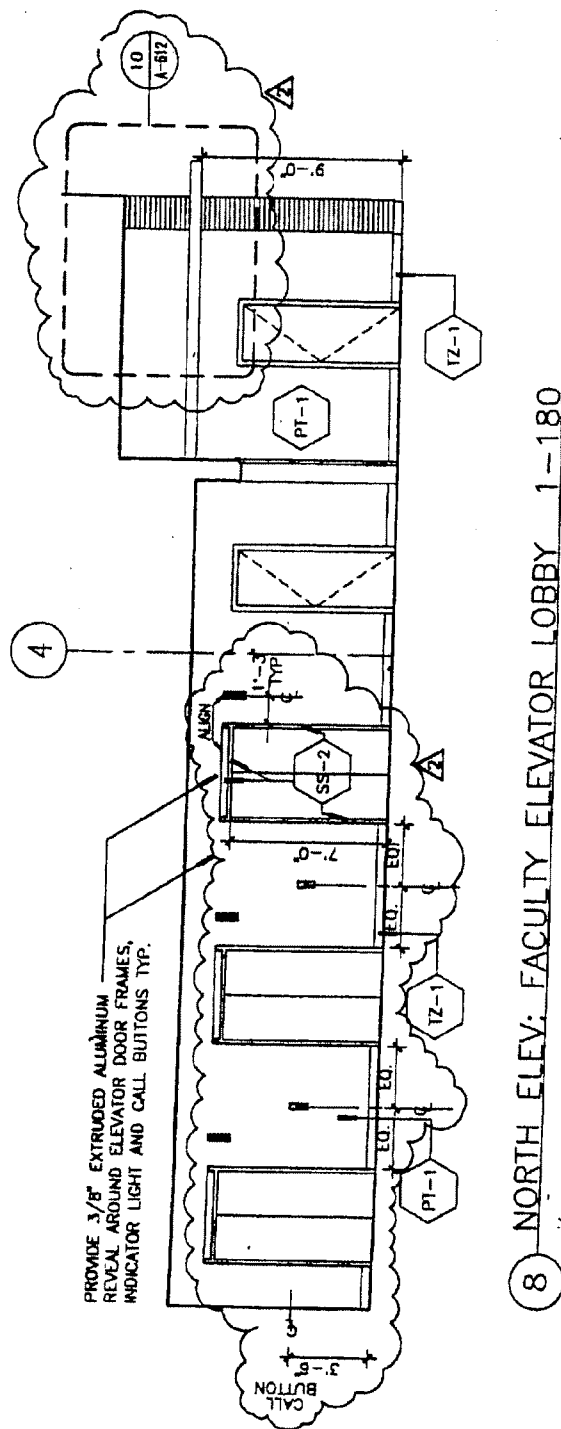 PROVIDE 3/8" EXTRUDED ALUMINUM
REVEAL AROUND ELEVATOR DOOR FRAMES,
INDICATOR LIGHT AND CALL BUTTONS TYP.
4
10
A-612
2
ALIGN
1'-3
TYP
9'-0"
SS-2
PT-1
7'-0"
CALL
BUTTON
3'-6"
EQ.
EQ.
EQ.
EQ.
2
PT-1
TZ-1
TZ-1
8
NORTH ELEV: FACULTY ELEVATOR LOBBY 1-180